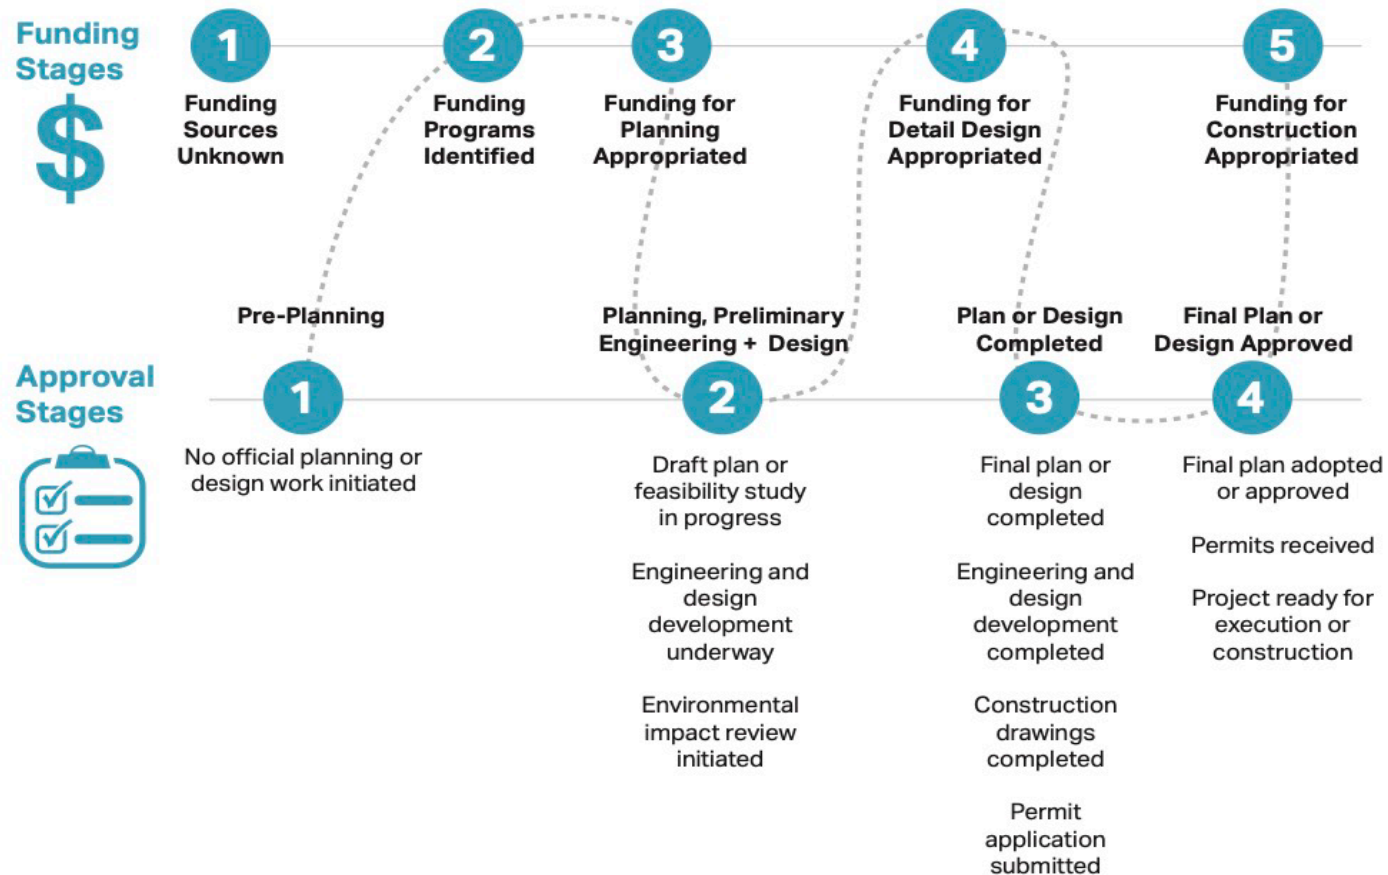 Funding
Stages
$
1
Funding
Sources
Unknown
2
Funding
Programs
Identified
3
Funding for
Planning
Appropriated
4
Funding for
Detail Design
Appropriated
5
Funding for
Construction
Appropriated
Approval
Stages
Pre-Planning
1
No official planning or
design work initiated
Planning, Preliminary
Engineering + Design
2
Draft plan or
feasibility study
in progress
Engineering and
design
development
underway
Environmental
impact review
initiated
Plan or Design
Completed
3
Final plan or
design
completed
Engineering and
design
development
completed
Construction
drawings
completed
Permit
application
submitted
Final Plan or
Design Approved
4
Final plan adopted
or approved
Permits received
Project ready for
execution or
construction